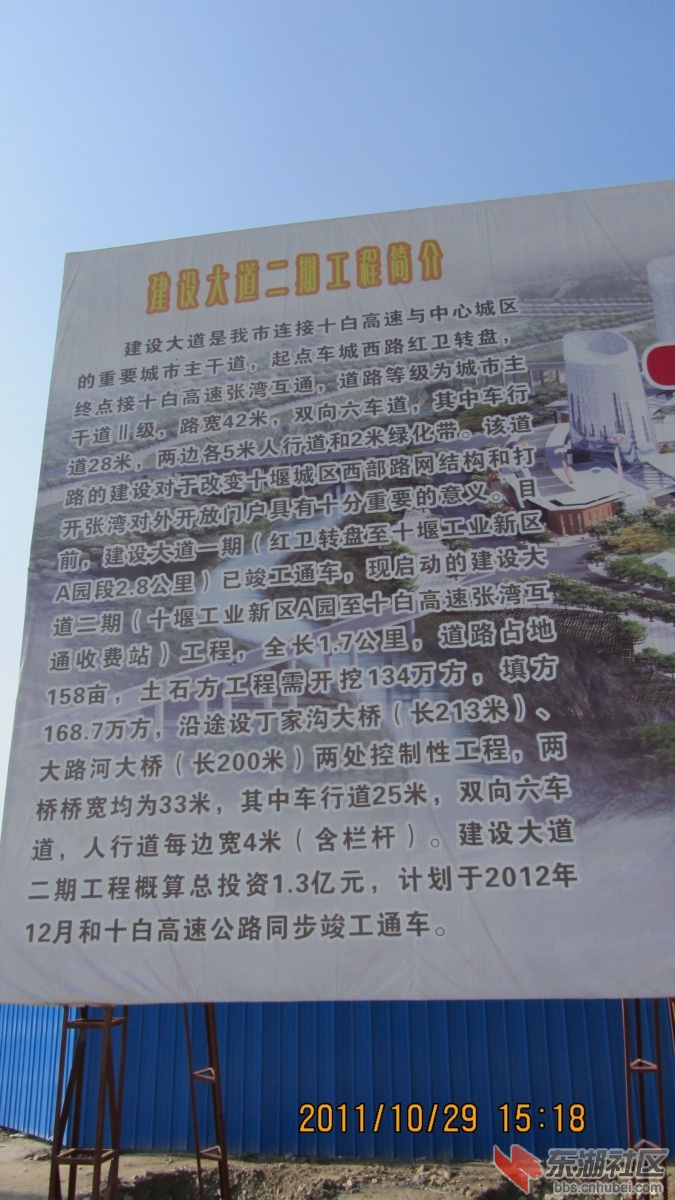 建设大道二期工程简介
建设大道是我市连接十白高速与中心城区
的重要城市主干道，起点车城西路红卫转盘，
终点接十白高速张湾互通，道路等级为城市主
干道Ⅱ级，路宽42米，双向六车道，其中车行
道28米，两边各5米人行道和2米绿化带。该道
路的建设对于改变十堰城区西部路网结构和打
开张湾对外开放门户具有十分重要的意义。目
前，建设大道一期（红卫转盘至十堰工业新区
A园段2.8公里）已竣工通车，现启动的建设大
道二期（十堰工业新区A园至十白高速张湾互
通收费站）工程，全长1.7公里，道路占地
158亩，土石方工程需开挖134万方，填方
168.7万方，沿途设丁家沟大桥（长213米）、
大路河大桥（长200米）两处控制性工程，两
桥桥宽均为33米，其中车行道25米，双向六车
道，人行道每边宽4米（含栏杆）。建设大道
二期工程概算总投资1.3亿元，计划于2012年
12月和十白高速公路同步竣工通车。
2011/10/29 15:18
东湖社区
bbs.cnhubei.com